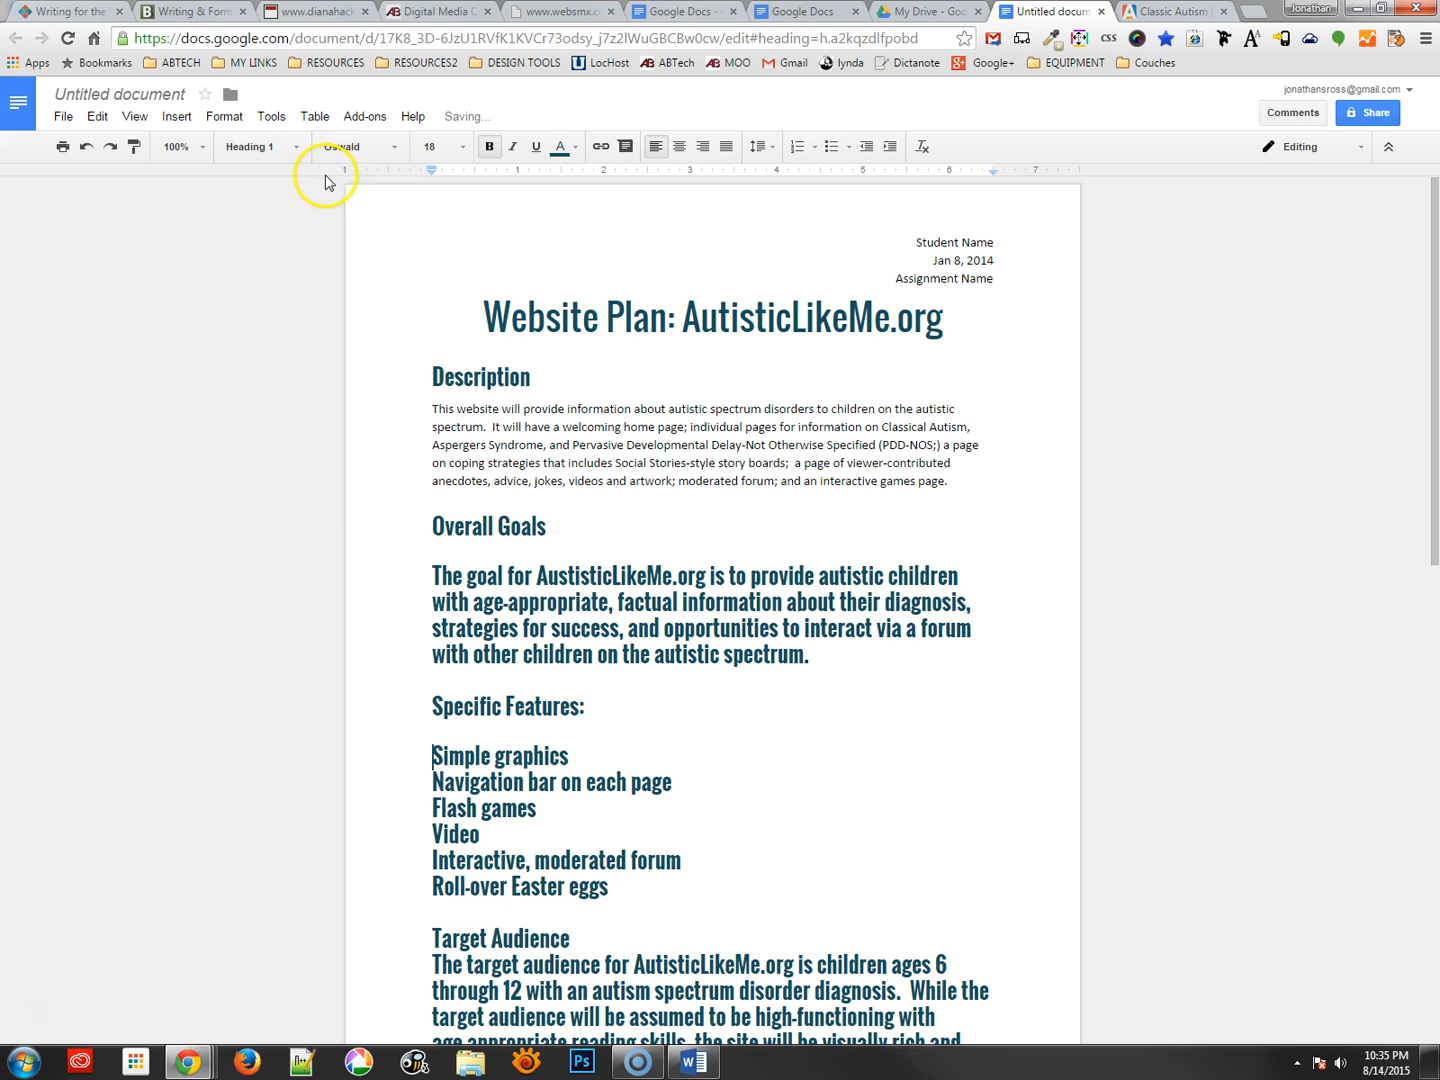 Writing for the
Writing & Form
www.dianahack
Digital Media C
www.websmx.c
Google Docs -
Google Docs
My Drive - Goo
Untitled docum
Classic Autism |
Jonathan
https://docs.google.com/document/d/17K8_3D-6JzU1RVfK1KVCr73odsy_j7z2lWuGBCBw0cw/edit#heading=h.a2kqzdlfpobd
Apps Bookmarks ABTECH MY LINKS RESOURCES RESOURCES2 DESIGN TOOLS LocHost ABTech MOO Gmail lynda Dictanote Google+ EQUIPMENT Couches
Untitled document
jonathansross@gmail.com
File Edit View Insert Format Tools Table Add-ons Help Saving...
Comments Share
100% Heading 1 Oswald 18 B I U A Editing
1 1 2 3 4 5 6 7
Student Name
Jan 8, 2014
Assignment Name
Website Plan: AutisticLikeMe.org
Description
This website will provide information about autistic spectrum disorders to children on the autistic
spectrum. It will have a welcoming home page; individual pages for information on Classical Autism,
Aspergers Syndrome, and Pervasive Developmental Delay-Not Otherwise Specified (PDD-NOS;) a page
on coping strategies that includes Social Stories-style story boards; a page of viewer-contributed
anecdotes, advice, jokes, videos and artwork; moderated forum; and an interactive games page.
Overall Goals
The goal for AustisticLikeMe.org is to provide autistic children
with age-appropriate, factual information about their diagnosis,
strategies for success, and opportunities to interact via a forum
with other children on the autistic spectrum.
Specific Features:
Simple graphics
Navigation bar on each page
Flash games
Video
Interactive, moderated forum
Roll-over Easter eggs
Target Audience
The target audience for AutisticLikeMe.org is children ages 6
through 12 with an autism spectrum disorder diagnosis. While the
target audience will be assumed to be high-functioning with
age appropriate reading skills, the site will be visually rich and
10:35 PM
8/14/2015